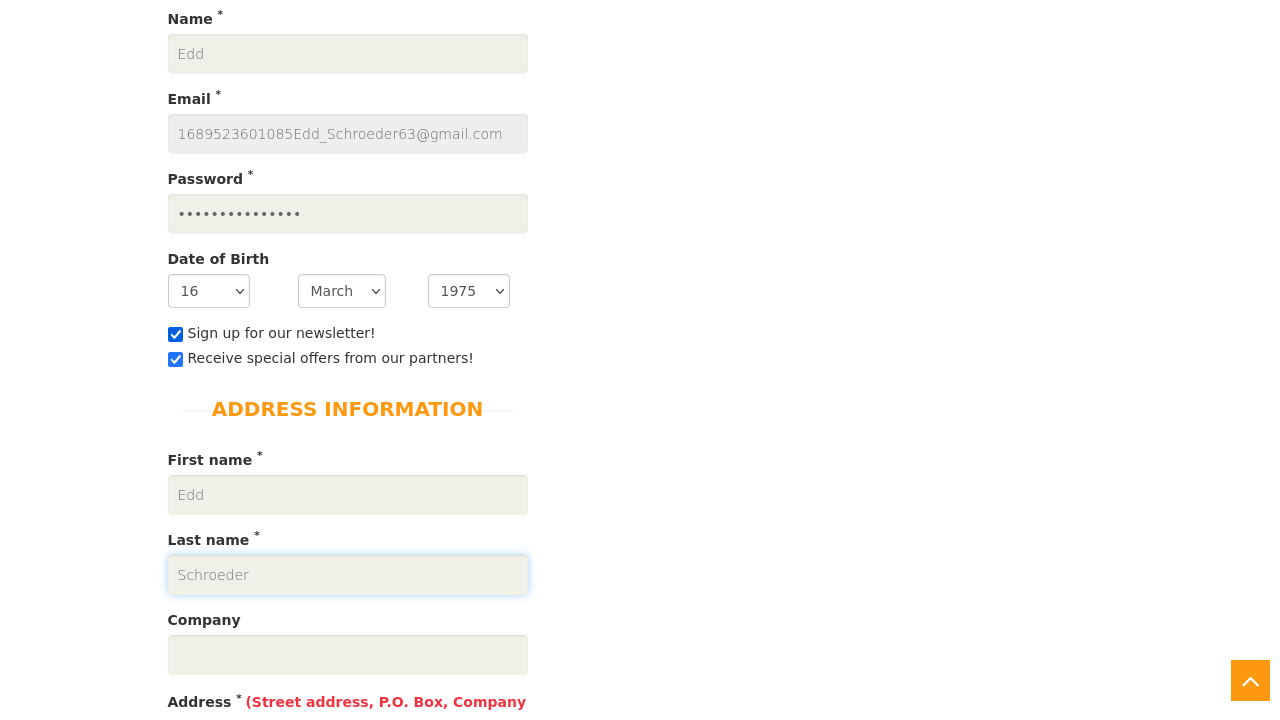 Name *
Edd
Email *
1689523601085Edd_Schroeder63@gmail.com
Password *
•••••••••••••••
Date of Birth
16 March 1975
Sign up for our newsletter!
Receive special offers from our partners!
ADDRESS INFORMATION
First name *
Edd
Last name *
Schroeder
Company
Address * (Street address, P.O. Box, Company